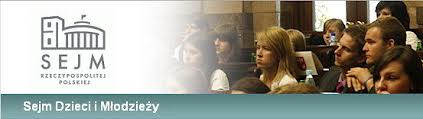 SEJM
RZECZYPOSPOLITEJ
POLSKIEJ
Sejm Dzieci i Młodzieży